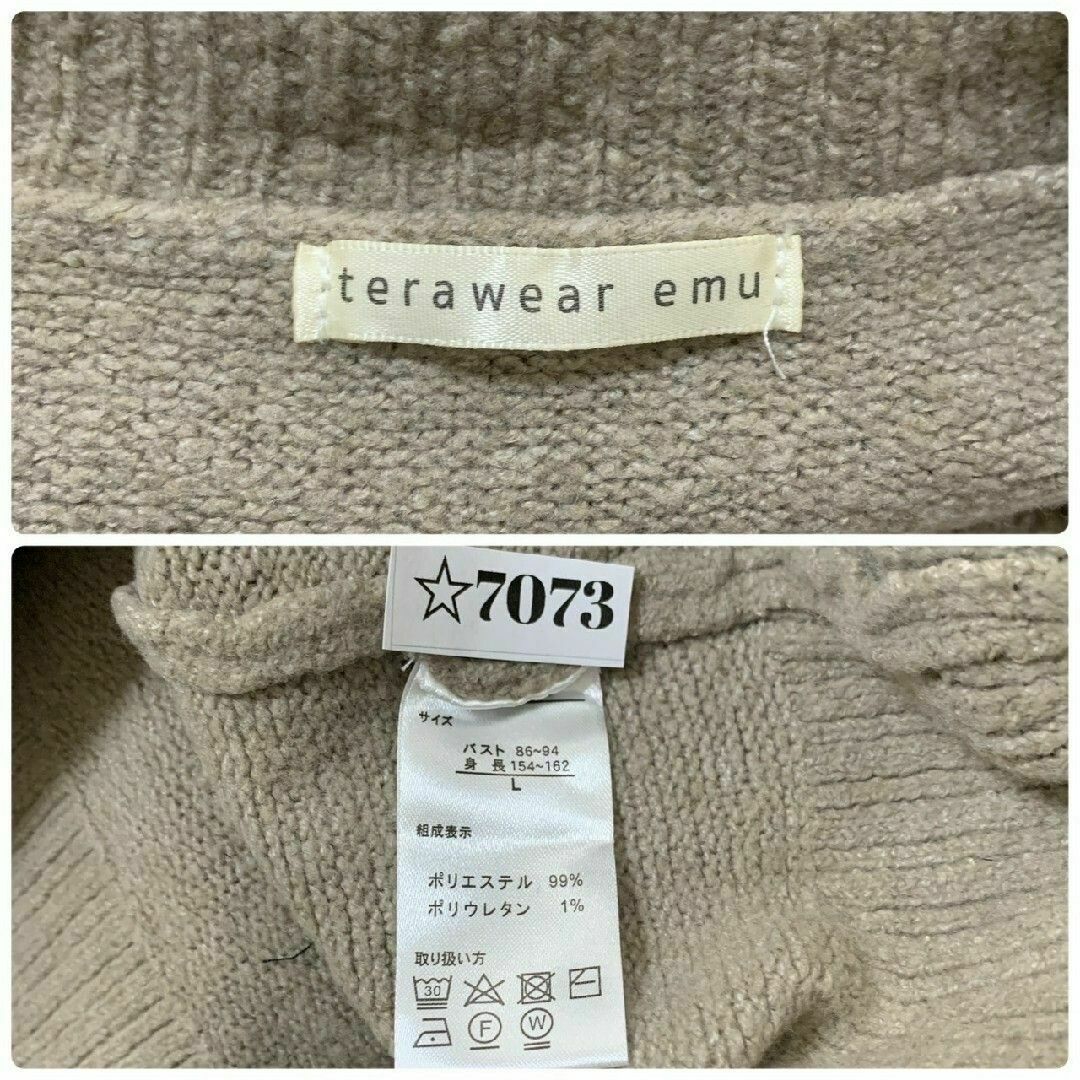 terawear emu
☆7073
サイズ
バスト 86~94
身 長 154~162
L
組成表示
ポリエステル 99%
ポリウレタン 1%
取り扱い方
30
F W